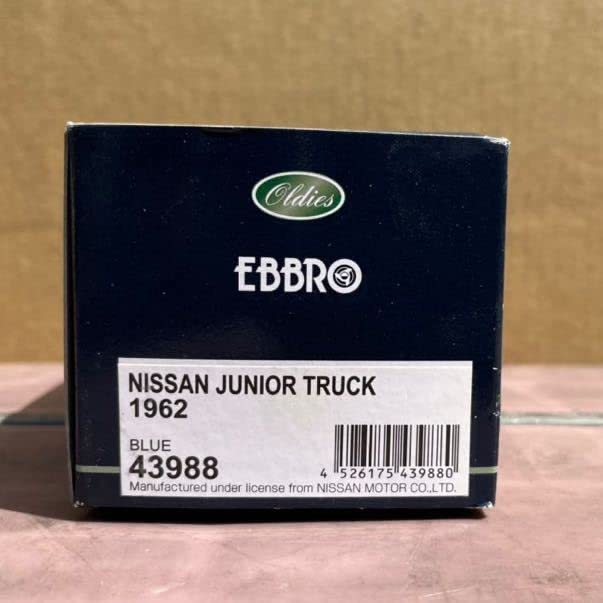 Oldies
EBBRO
NISSAN JUNIOR TRUCK
1962
BLUE
43988
4 526175 439880
Manufactured under license from NISSAN MOTOR CO.,LTD.